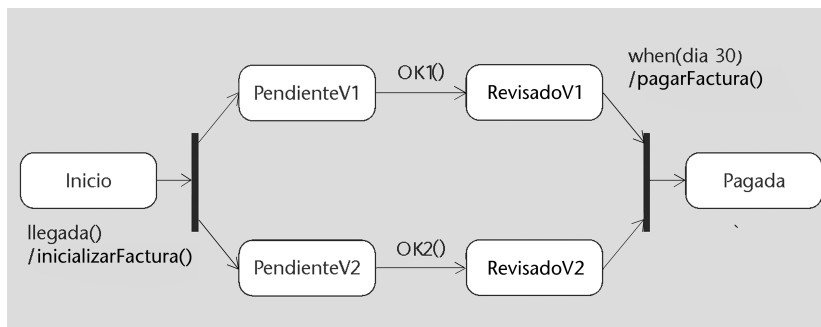 OK1()
when(dia 30)
/pagarFactura()
PendienteV1
RevisadoV1
Inicio
Pagada
llegada()
/inicializarFactura()
OK2()
PendienteV2
RevisadoV2